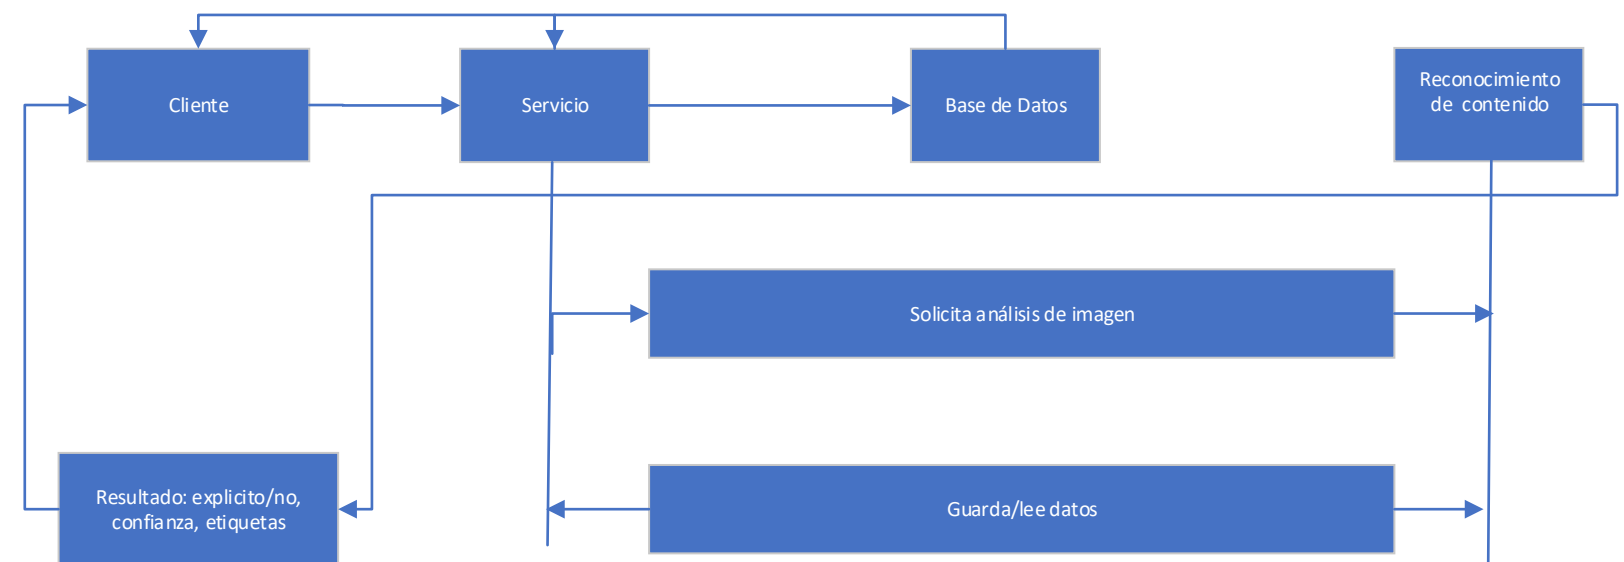 Cliente
Servicio
Base de Datos
Reconocimiento
de contenido
Solicita análisis de imagen
Resultado: explicito/no,
confianza, etiquetas
Guarda/lee datos